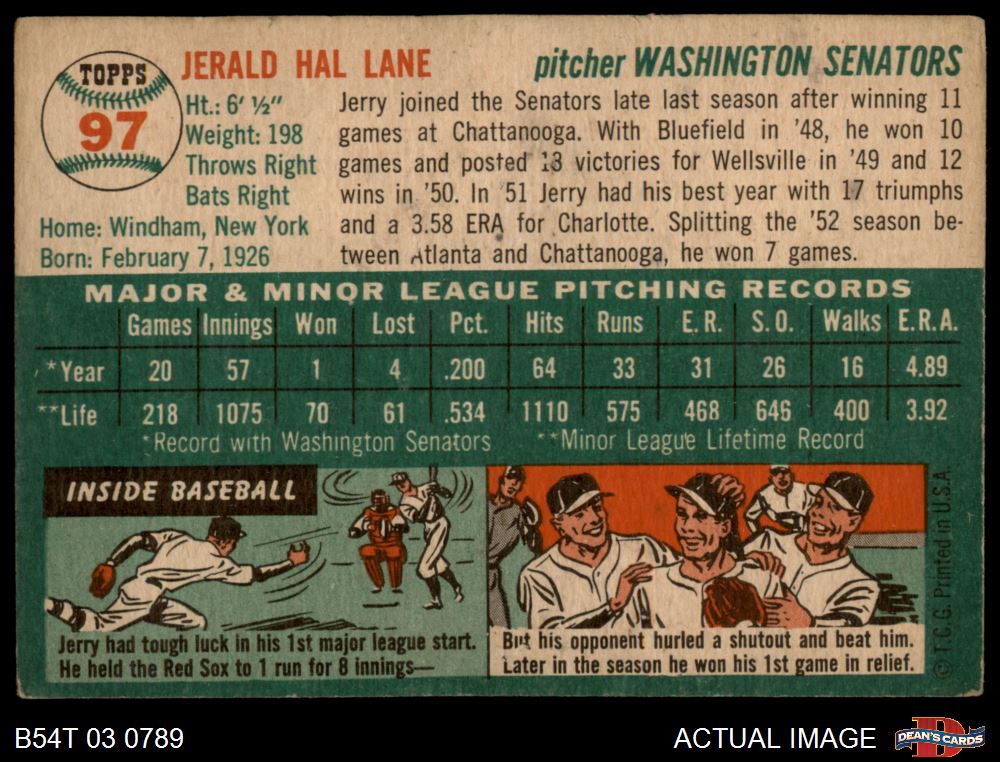 TOPPS
97
JERALD HAL LANE
pitcher WASHINGTON SENATORS
Ht.: 6' ½"
Weight: 198
Throws Right
Bats Right
Home: Windham, New York
Born: February 7, 1926
Jerry joined the Senators late last season after winning 11
games at Chattanooga. With Bluefield in '48, he won 10
games and posted 13 victories for Wellsville in '49 and 12
wins in '50. In '51 Jerry had his best year with 17 triumphs
and a 3.58 ERA for Charlotte. Splitting the '52 season be-
tween Atlanta and Chattanooga, he won 7 games.
MAJOR & MINOR LEAGUE PITCHING RECORDS
Games Innings Won Lost Pct. Hits Runs E.R. S.O. Walks E.R.A.
*Year 20 57 1 4 .200 64 33 31 26 16 4.89
**Life 218 1075 70 61 .534 1110 575 468 646 400 3.92
*Record with Washington Senators **Minor League Lifetime Record
INSIDE BASEBALL
Jerry had tough luck in his 1st major league start.
He held the Red Sox to 1 run for 8 innings—
But his opponent hurled a shutout and beat him.
Later in the season he won his 1st game in relief.
© T.C.G. Printed in U.S.A.
B54T 03 0789
ACTUAL IMAGE
DEAN'S CARDS